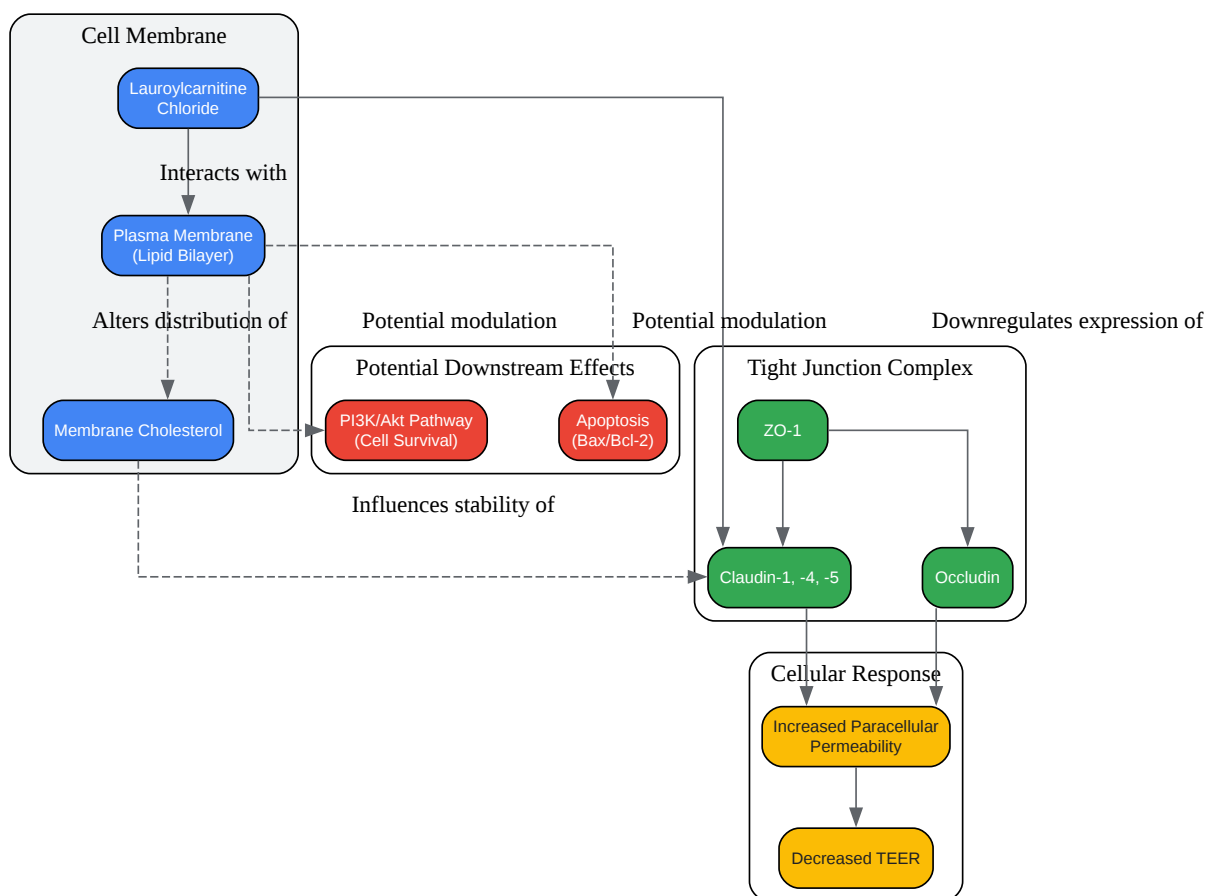 Cell Membrane
Lauroylcarnitine
Chloride
Interacts with
Plasma Membrane
(Lipid Bilayer)
Alters distribution of
Potential modulation
Potential modulation
Downregulates expression of
Potential Downstream Effects
Tight Junction Complex
Membrane Cholesterol
PI3K/Akt Pathway
(Cell Survival)
Apoptosis
(Bax/Bcl-2)
ZO-1
Influences stability of
Claudin-1, -4, -5
Occludin
Cellular Response
Increased Paracellular
Permeability
Decreased TEER